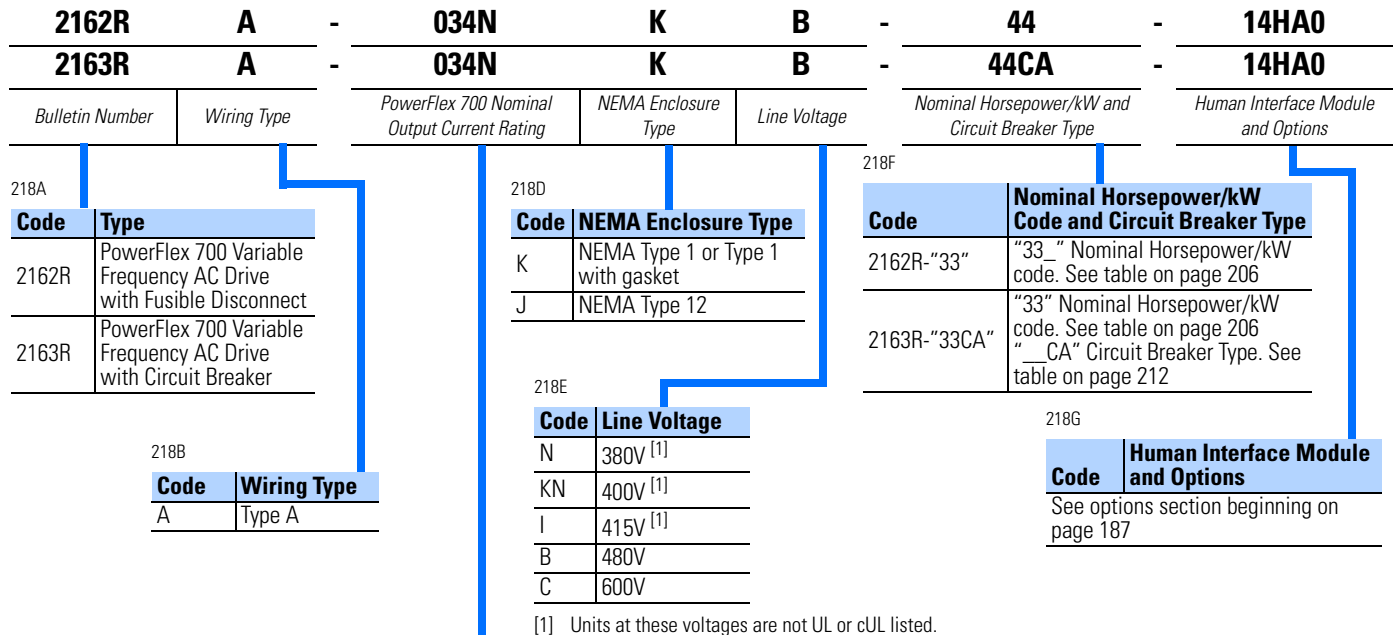 2162R A - 034N K B - 44 - 14HA0
2163R A - 034N K B - 44CA - 14HA0
Bulletin Number
Wiring Type
PowerFlex 700 Nominal
Output Current Rating
NEMA Enclosure
Type
Line Voltage
Nominal Horsepower/kW and
Circuit Breaker Type
Human Interface Module
and Options
218A
Code Type
2162R
PowerFlex 700 Variable
Frequency AC Drive
with Fusible Disconnect
2163R
PowerFlex 700 Variable
Frequency AC Drive
with Circuit Breaker
218B
Code Wiring Type
A Type A
218D
Code NEMA Enclosure Type
K
NEMA Type 1 or Type 1
with gasket
J NEMA Type 12
218E
Code Line Voltage
N 380V [1]
KN 400V [1]
I 415V [1]
B 480V
C 600V
[1] Units at these voltages are not UL or cUL listed.
218F
Code
Nominal Horsepower/kW
Code and Circuit Breaker Type
2162R-"33"
"33_" Nominal Horsepower/kW
code. See table on page 206
2163R-"33CA"
"33" Nominal Horsepower/kW
code. See table on page 206
"__CA" Circuit Breaker Type. See
table on page 212
218G
Code
Human Interface Module
and Options
See options section beginning on
page 187